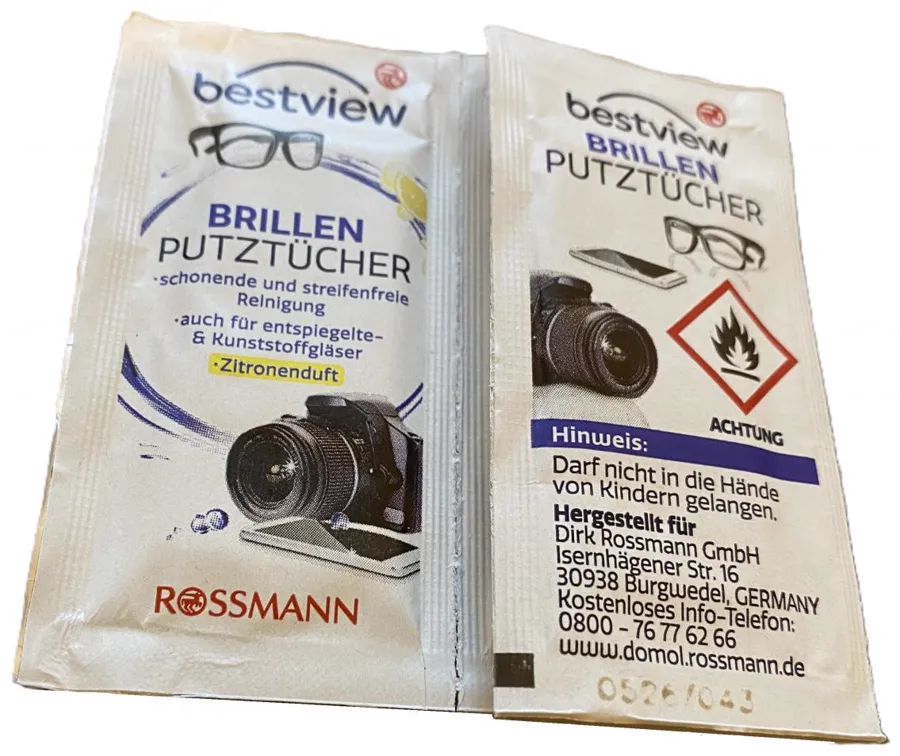 bestview
BRILLEN
PUTZTÜCHER
·schonende und streifenfreie
Reinigung
·auch für entspiegelte-
& Kunststoffgläser
·Zitronenduft
ROSSMANN
bestview
BRILLEN
PUTZTÜCHER
ACHTUNG
Hinweis:
Darf nicht in die Hände
von Kindern gelangen.
Hergestellt für
Dirk Rossmann GmbH
Isernhägener Str. 16
30938 Burgwedel, GERMANY
Kostenloses Info-Telefon:
0800 - 76 77 62 66
www.domol.rossmann.de
0526/043